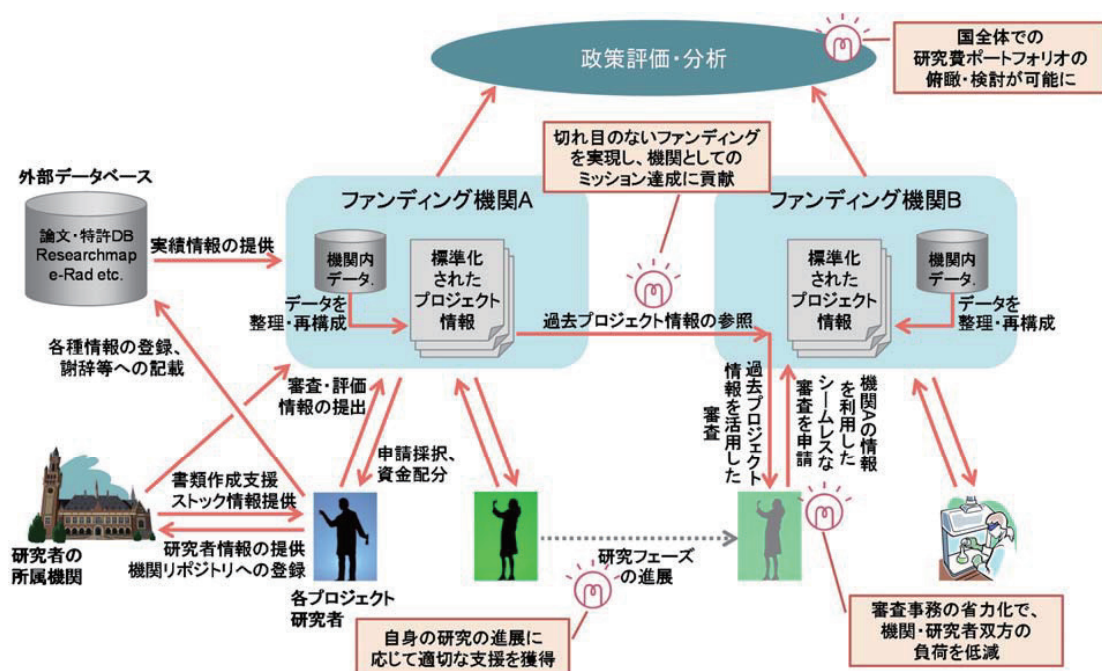 政策評価・分析
国全体での
研究費ポートフォリオの
俯瞰・検討が可能に
切れ目のないファンディング
を実現し、機関としての
ミッション達成に貢献
外部データベース
論文・特許DB
Researchmap
e-Rad etc.
実績情報の提供
ファンディング機関A
機関内
データ.
標準化
された
プロジェクト
情報
データを
整理・再構成
過去プロジェクト情報の参照
ファンディング機関B
標準化
された
プロジェクト
情報
機関内
データ.
データを
整理・再構成
各種情報の登録、
謝辞等への記載
審査・評価
情報の提出
申請採択、
資金配分
過去プロジェクト
情報を活用した
審査
機関Aの情報
を利用した
シームレスな
審査を申請
書類作成支援
ストック情報提供
研究者情報の提供
機関リポジトリへの登録
研究者の
所属機関
各プロジェクト
研究者
研究フェーズ
の進展
自身の研究の進展に
応じて適切な支援を獲得
審査事務の省力化で、
機関・研究者双方の
負荷を低減